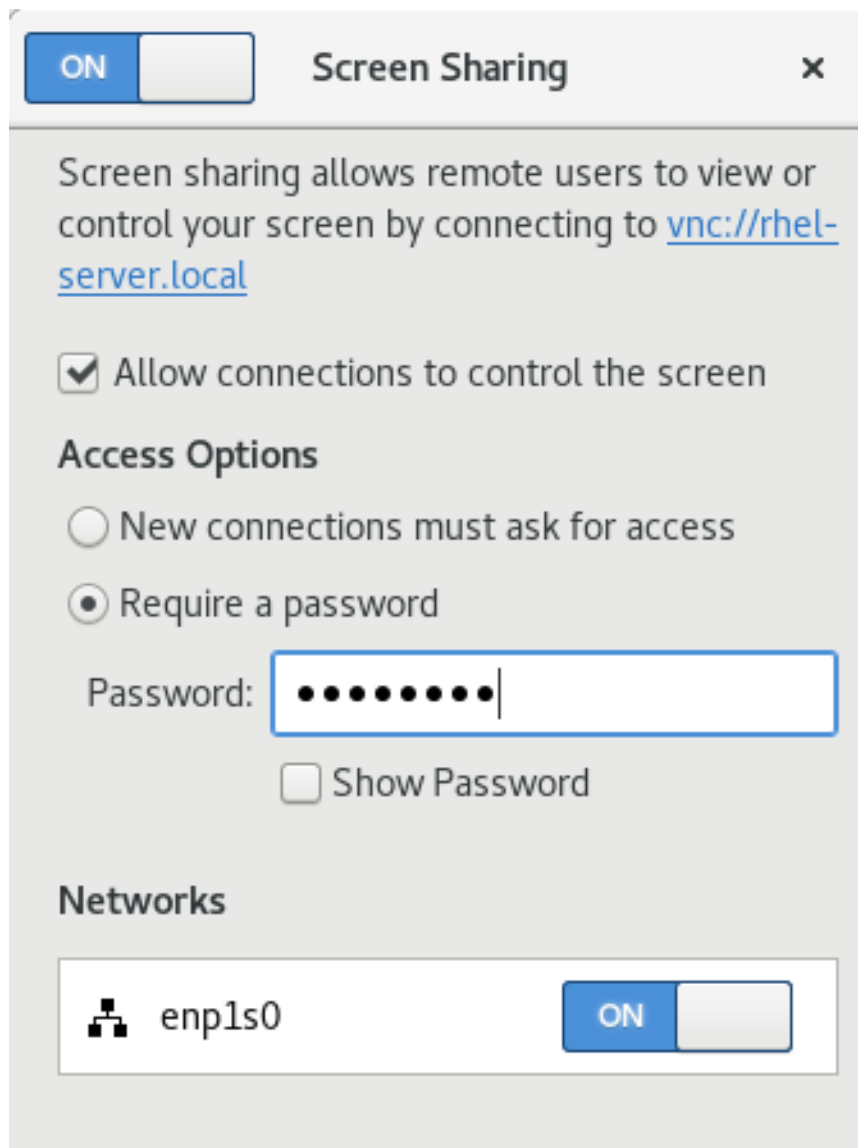 ON Screen Sharing ×
Screen sharing allows remote users to view or
control your screen by connecting to vnc://rhel-
server.local
Allow connections to control the screen
Access Options
New connections must ask for access
Require a password
Password: ●●●●●●●●
Show Password
Networks
enp1s0 ON